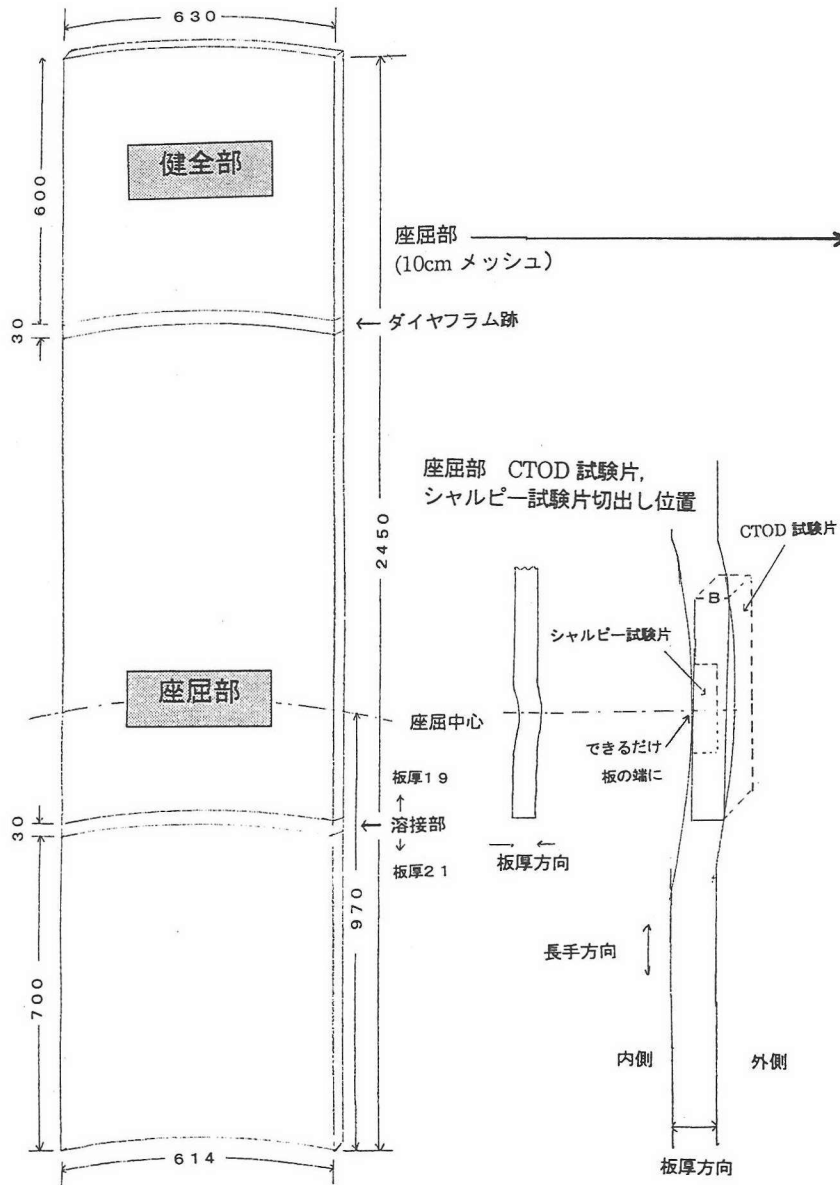 630
健全部
600
座屈部
(10cm メッシュ)
30
←ダイヤフラム跡
座屈部 CTOD 試験片,
シャルピー試験片切出し位置
2450
CTOD 試験片
B
シャルピー試験片
座屈部
座屈中心
できるだけ
板の端に
板厚19
↑
30
←溶接部
↓
板厚21
板厚方向
970
長手方向
700
内側
外側
614
板厚方向